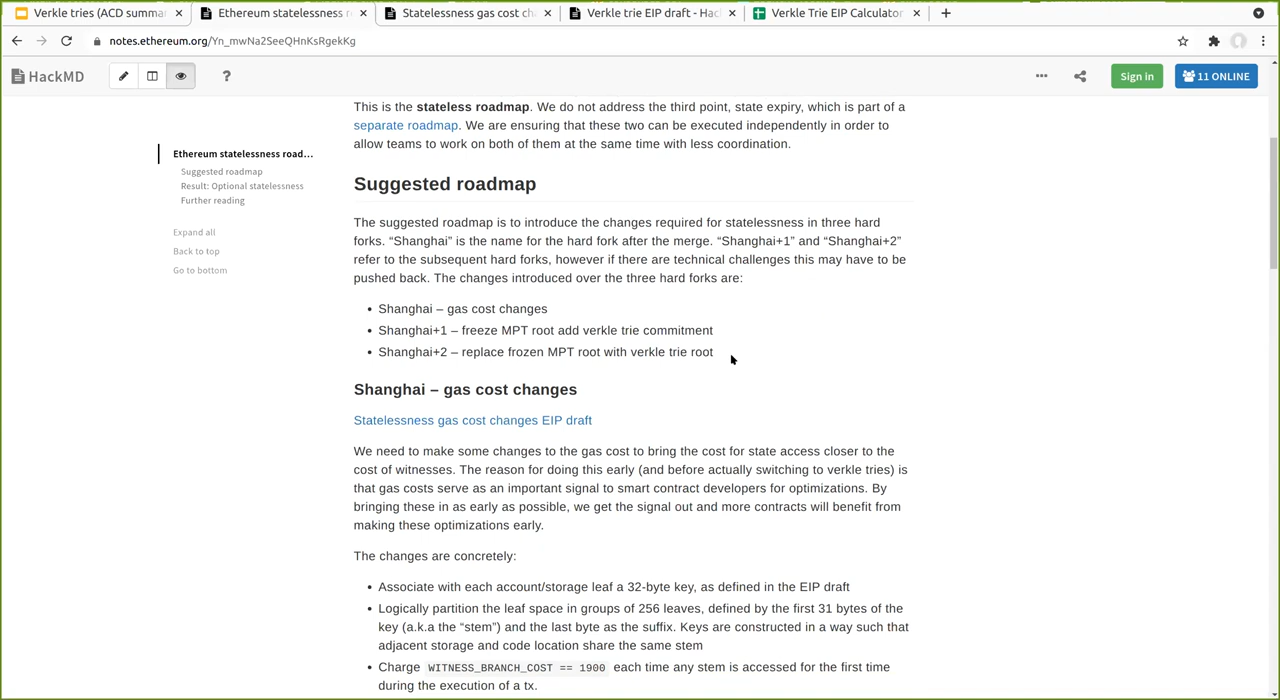 Verkle tries (ACD summa
Ethereum statelessness r
Statelessness gas cost ch
Verkle trie EIP draft - Hac
Verkle Trie EIP Calculator
notes.ethereum.org/Yn_mwNa2SeeQHnKsRgekKg
HackMD
?
Sign in
11 ONLINE
Ethereum statelessness road…
Suggested roadmap
Result: Optional statelessness
Further reading
Expand all
Back to top
Go to bottom
This is the stateless roadmap. We do not address the third point, state expiry, which is part of a
separate roadmap. We are ensuring that these two can be executed independently in order to
allow teams to work on both of them at the same time with less coordination.
Suggested roadmap
The suggested roadmap is to introduce the changes required for statelessness in three hard
forks. “Shanghai” is the name for the hard fork after the merge. “Shanghai+1” and “Shanghai+2”
refer to the subsequent hard forks, however if there are technical challenges this may have to be
pushed back. The changes introduced over the three hard forks are:
• Shanghai – gas cost changes
• Shanghai+1 – freeze MPT root add verkle trie commitment
• Shanghai+2 – replace frozen MPT root with verkle trie root
Shanghai – gas cost changes
Statelessness gas cost changes EIP draft
We need to make some changes to the gas cost to bring the cost for state access closer to the
cost of witnesses. The reason for doing this early (and before actually switching to verkle tries) is
that gas costs serve as an important signal to smart contract developers for optimizations. By
bringing these in as early as possible, we get the signal out and more contracts will benefit from
making these optimizations early.
The changes are concretely:
• Associate with each account/storage leaf a 32-byte key, as defined in the EIP draft
• Logically partition the leaf space in groups of 256 leaves, defined by the first 31 bytes of the
key (a.k.a the “stem”) and the last byte as the suffix. Keys are constructed in a way such that
adjacent storage and code location share the same stem
• Charge WITNESS_BRANCH_COST == 1900 each time any stem is accessed for the first time
during the execution of a tx.